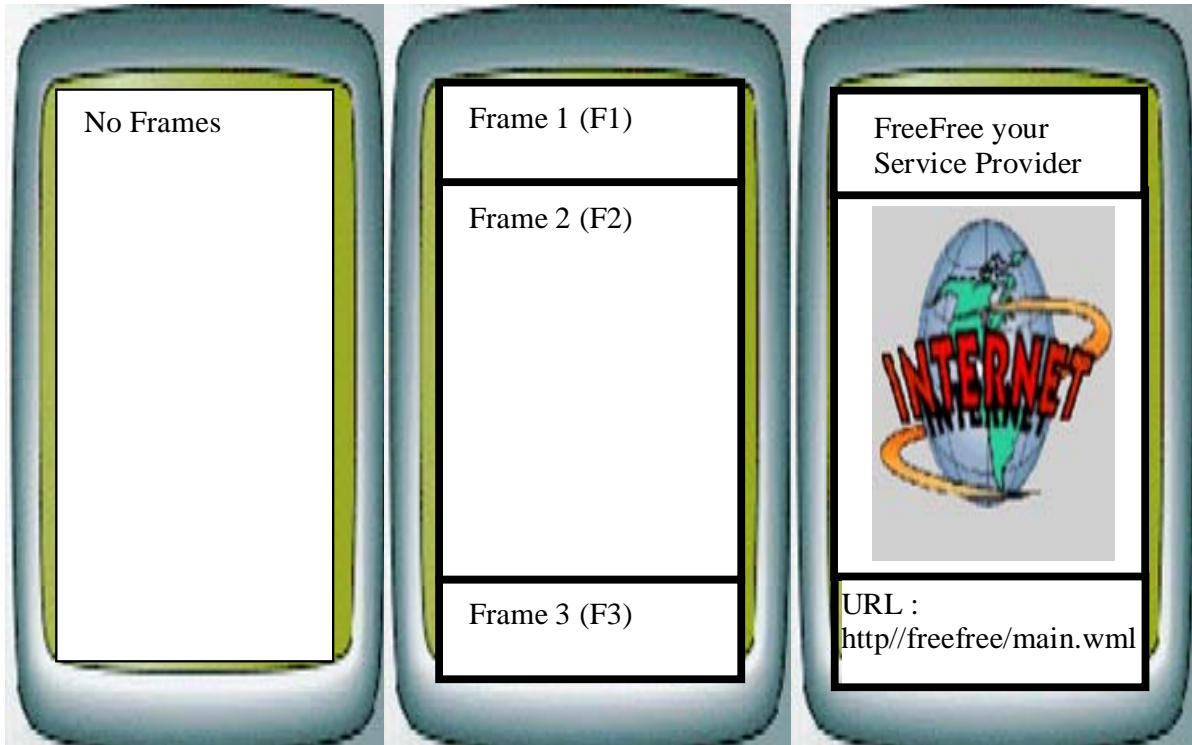 No Frames
Frame 1 (F1)
Frame 2 (F2)
Frame 3 (F3)
FreeFree your
Service Provider
INTERNET
URL :
http//freefree/main.wml